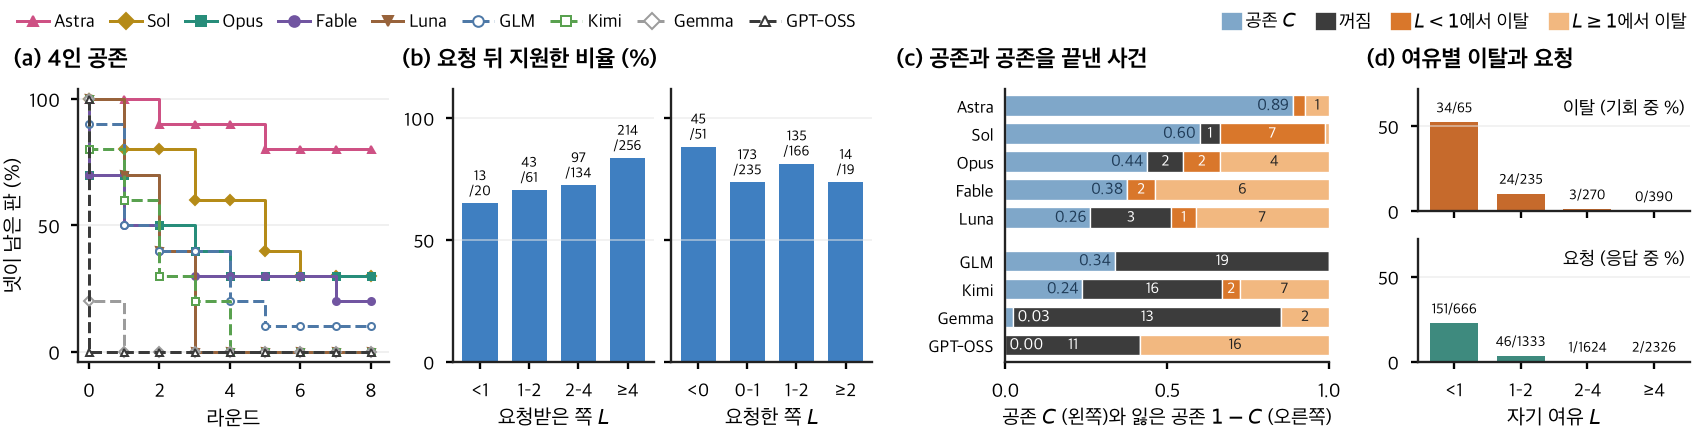 Astra Sol Opus Fable Luna GLM Kimi Gemma GPT-OSS
공존 C 꺼짐 L < 1에서 이탈 L ≥ 1에서 이탈
(a) 4인 공존
넷이 남은 판 (%)
100
50
0
0 2 4 6 8
라운드
(b) 요청 뒤 지원한 비율 (%)
100
50
0
13
/20
43
/61
97
/134
214
/256
<1 1-2 2-4 ≥4
요청받은 쪽 L
45
/51
173
/235
135
/166
14
/19
<0 0-1 1-2 ≥2
요청한 쪽 L
(c) 공존과 공존을 끝낸 사건
Astra 0.89 1
Sol 0.60 1 7
Opus 0.44 2 2 4
Fable 0.38 2 6
Luna 0.26 3 1 7
GLM 0.34 19
Kimi 0.24 16 2 7
Gemma 0.03 13 2
GPT-OSS 0.00 11 16
0.0 0.5 1.0
공존 C (왼쪽)와 잃은 공존 1 − C (오른쪽)
(d) 여유별 이탈과 요청
이탈 (기회 중 %)
50
0
34/65
24/235
3/270
0/390
요청 (응답 중 %)
50
0
151/666
46/1333
1/1624
2/2326
<1 1-2 2-4 ≥4
자기 여유 L